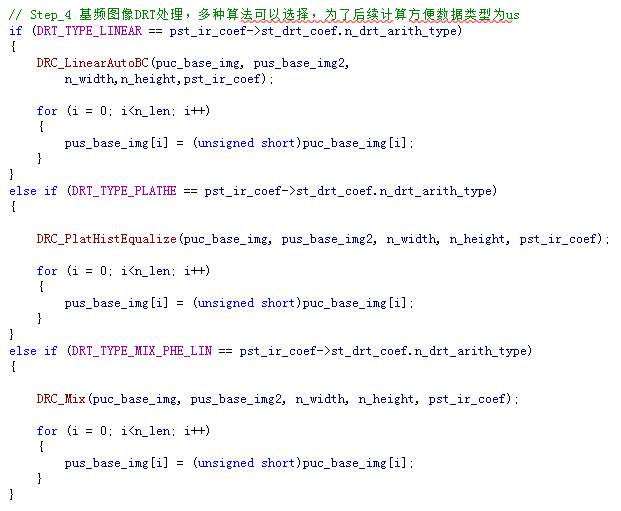 // Step_4 基频图像DRT处理，多种算法可以选择，为了后续计算方便数据类型为us
if (DRT_TYPE_LINEAR == pst_ir_coef->st_drt_coef.n_drt_arith_type)
{
DRC_LinearAutoBC(puc_base_img, pus_base_img2,
n_width,n_height,pst_ir_coef);
for (i = 0; i<n_len; i++)
{
pus_base_img[i] = (unsigned short)puc_base_img[i];
}
}
else if (DRT_TYPE_PLATHE == pst_ir_coef->st_drt_coef.n_drt_arith_type)
{
DRC_PlatHistEqualize(puc_base_img, pus_base_img2, n_width, n_height, pst_ir_coef);
for (i = 0; i<n_len; i++)
{
pus_base_img[i] = (unsigned short)puc_base_img[i];
}
}
else if (DRT_TYPE_MIX_PHE_LIN == pst_ir_coef->st_drt_coef.n_drt_arith_type)
{
DRC_Mix(puc_base_img, pus_base_img2, n_width, n_height, pst_ir_coef);
for (i = 0; i<n_len; i++)
{
pus_base_img[i] = (unsigned short)puc_base_img[i];
}
}